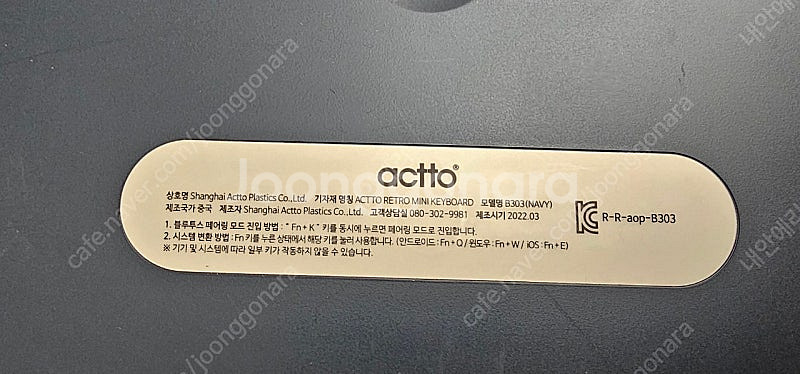 actto®
상호명 Shanghai Actto Plastics Co.,Ltd. 기자재 명칭 ACTTO RETRO MINI KEYBOARD 모델명 B303(NAVY)
제조국가 중국 제조자 Shanghai Actto Plastics Co.,Ltd. 고객상담실 080-302-9981 제조시기 2022.03
R-R-aop-B303
1. 블루투스 페어링 모드 진입 방법 : " Fn + K " 키를 동시에 누르면 페어링 모드로 진입합니다.
2. 시스템 변환 방법 : Fn 키를 누른 상태에서 해당 키를 눌러 사용합니다. (안드로이드 : Fn + Q / 윈도우 : Fn + W / iOS : Fn + E)
※ 기기 및 시스템에 따라 일부 키가 작동하지 않을 수 있습니다.
joonggonara
cafe.naver.com/joonggonara
cafe.naver.com/joonggonara